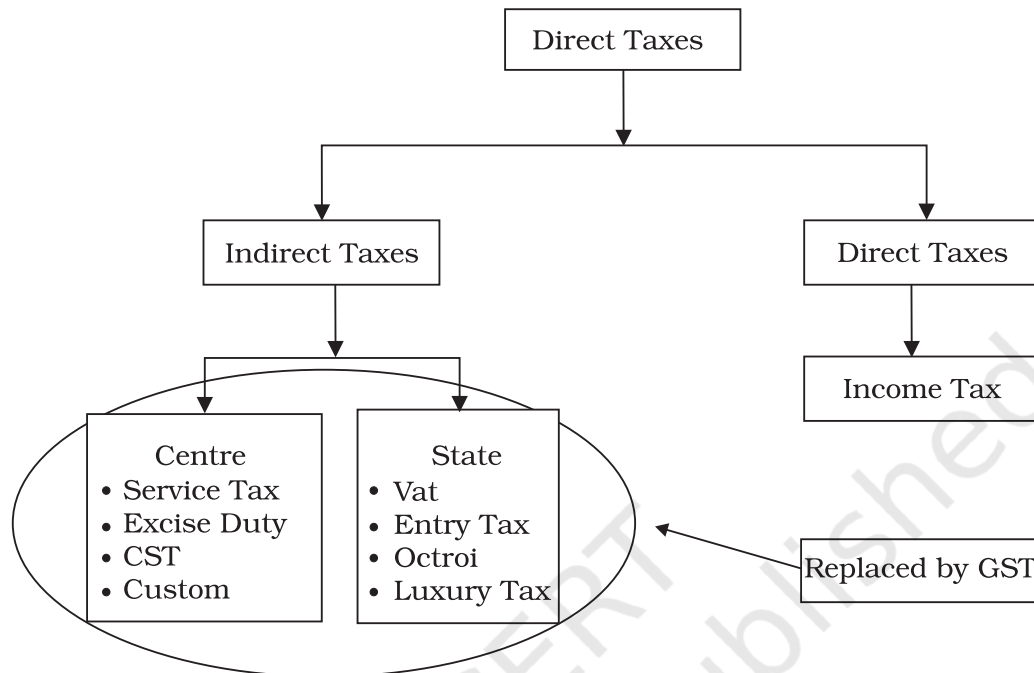 Direct Taxes
Indirect Taxes
Direct Taxes
Income Tax
Centre
• Service Tax
• Excise Duty
• CST
• Custom
State
• Vat
• Entry Tax
• Octroi
• Luxury Tax
Replaced by GST